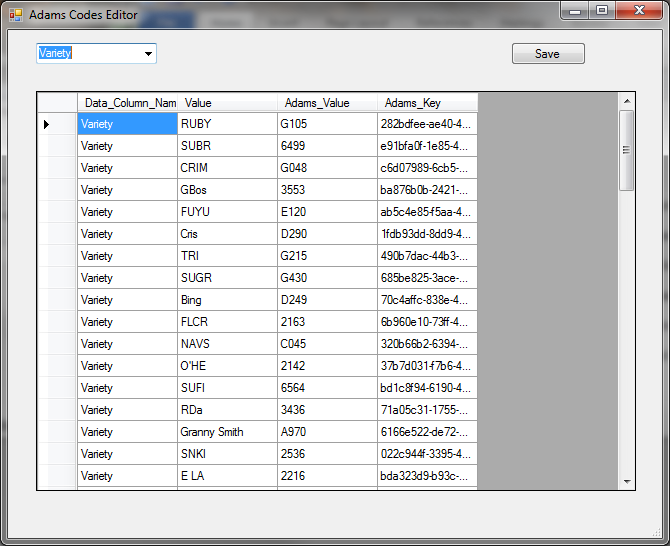 Adams Codes Editor
Variety Save
Data_Column_Nam Value Adams_Value Adams_Key
Variety RUBY G105 282bdfee-ae40-4...
Variety SUBR 6499 e91bfa0f-1e85-4...
Variety CRIM G048 c6d07989-6cb5-...
Variety GBos 3553 ba876b0b-2421-...
Variety FUYU E120 ab5c4e85-f5aa-4...
Variety Cris D290 1fdb93dd-8dd9-4...
Variety TRI G215 490b7dac-44b3-...
Variety SUGR G430 685be825-3ace-...
Variety Bing D249 70c4affc-838e-4...
Variety FLCR 2163 6b960e10-73ff-4...
Variety NAVS C045 320b66b2-6394-...
Variety O'HE 2142 37b7d031-f7b6-4...
Variety SUFI 6564 bd1c8f94-6190-4...
Variety RDa 3436 71a05c31-1755-...
Variety Granny Smith A970 6166e522-de72-...
Variety SNKI 2536 022c944f-3395-4...
Variety E LA 2216 bda323d9-b93c-...